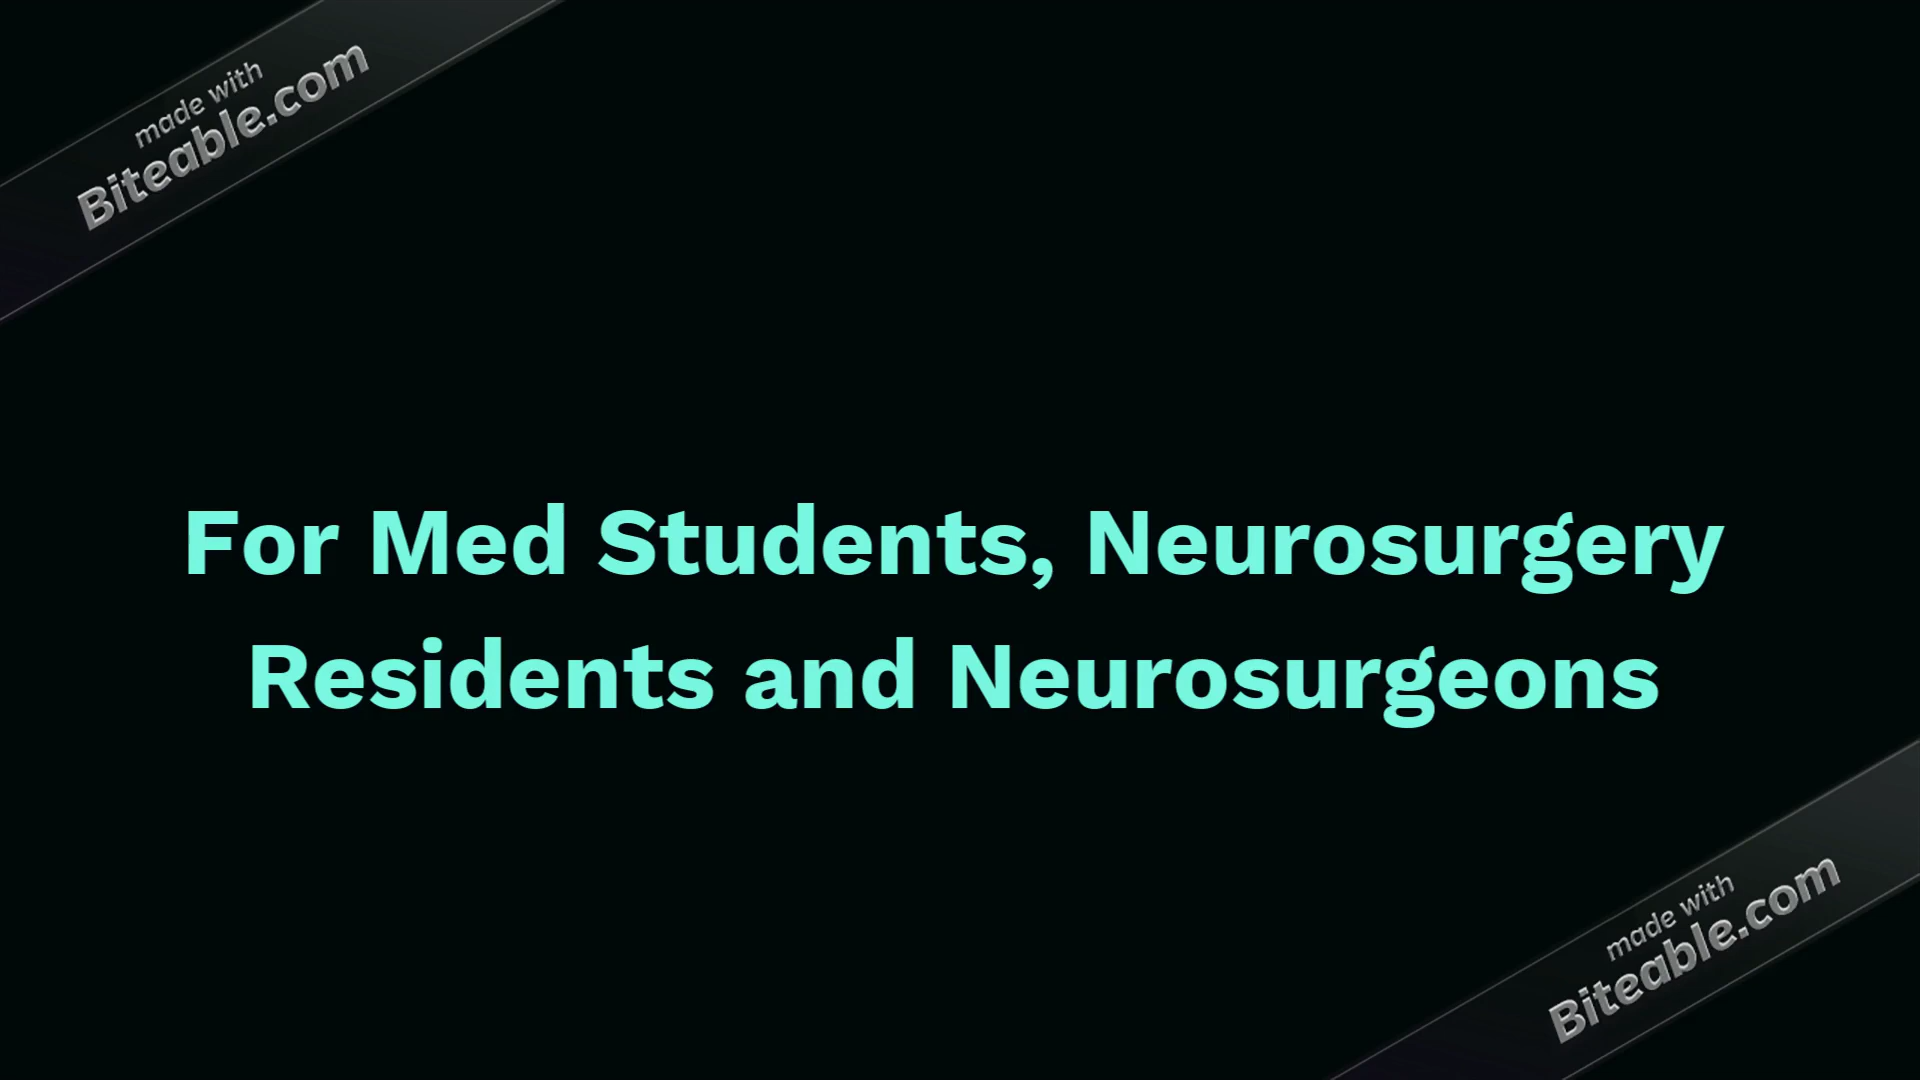 made with
Biteable.com
For Med Students, Neurosurgery
Residents and Neurosurgeons
made with
Biteable.com